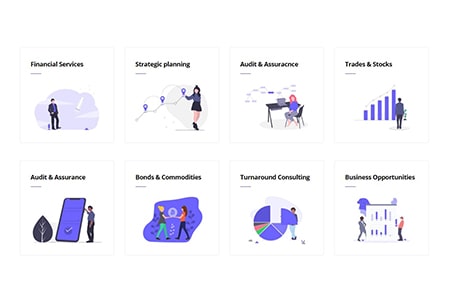 Financial Services
Strategic planning
Audit & Assuracnce
Trades & Stocks
Audit & Assurance
Bonds & Commodities
Turnaround Consulting
Business Opportunities